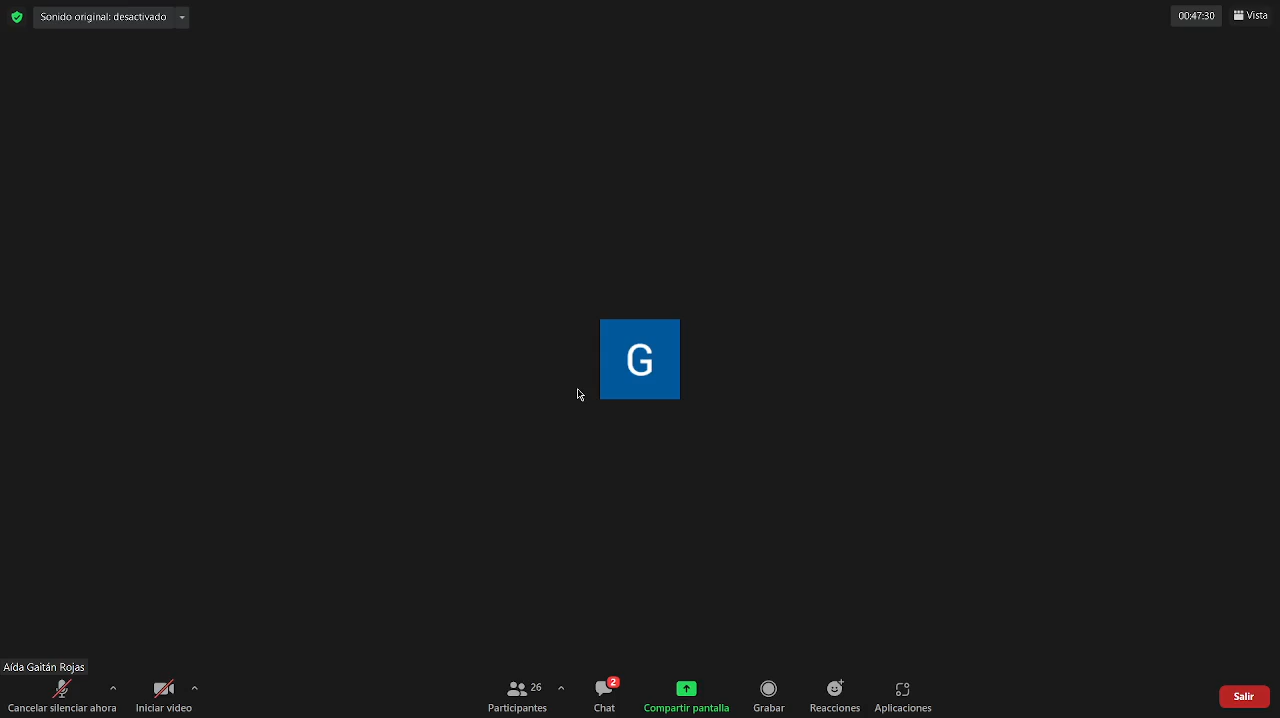 Sonido original: desactivado
00:47:30
Vista
G
Aída Gaitán Rojas
26
2
Cancelar silenciar ahora
Iniciar video
Participantes
Chat
Compartir pantalla
Grabar
Reacciones
Aplicaciones
Salir